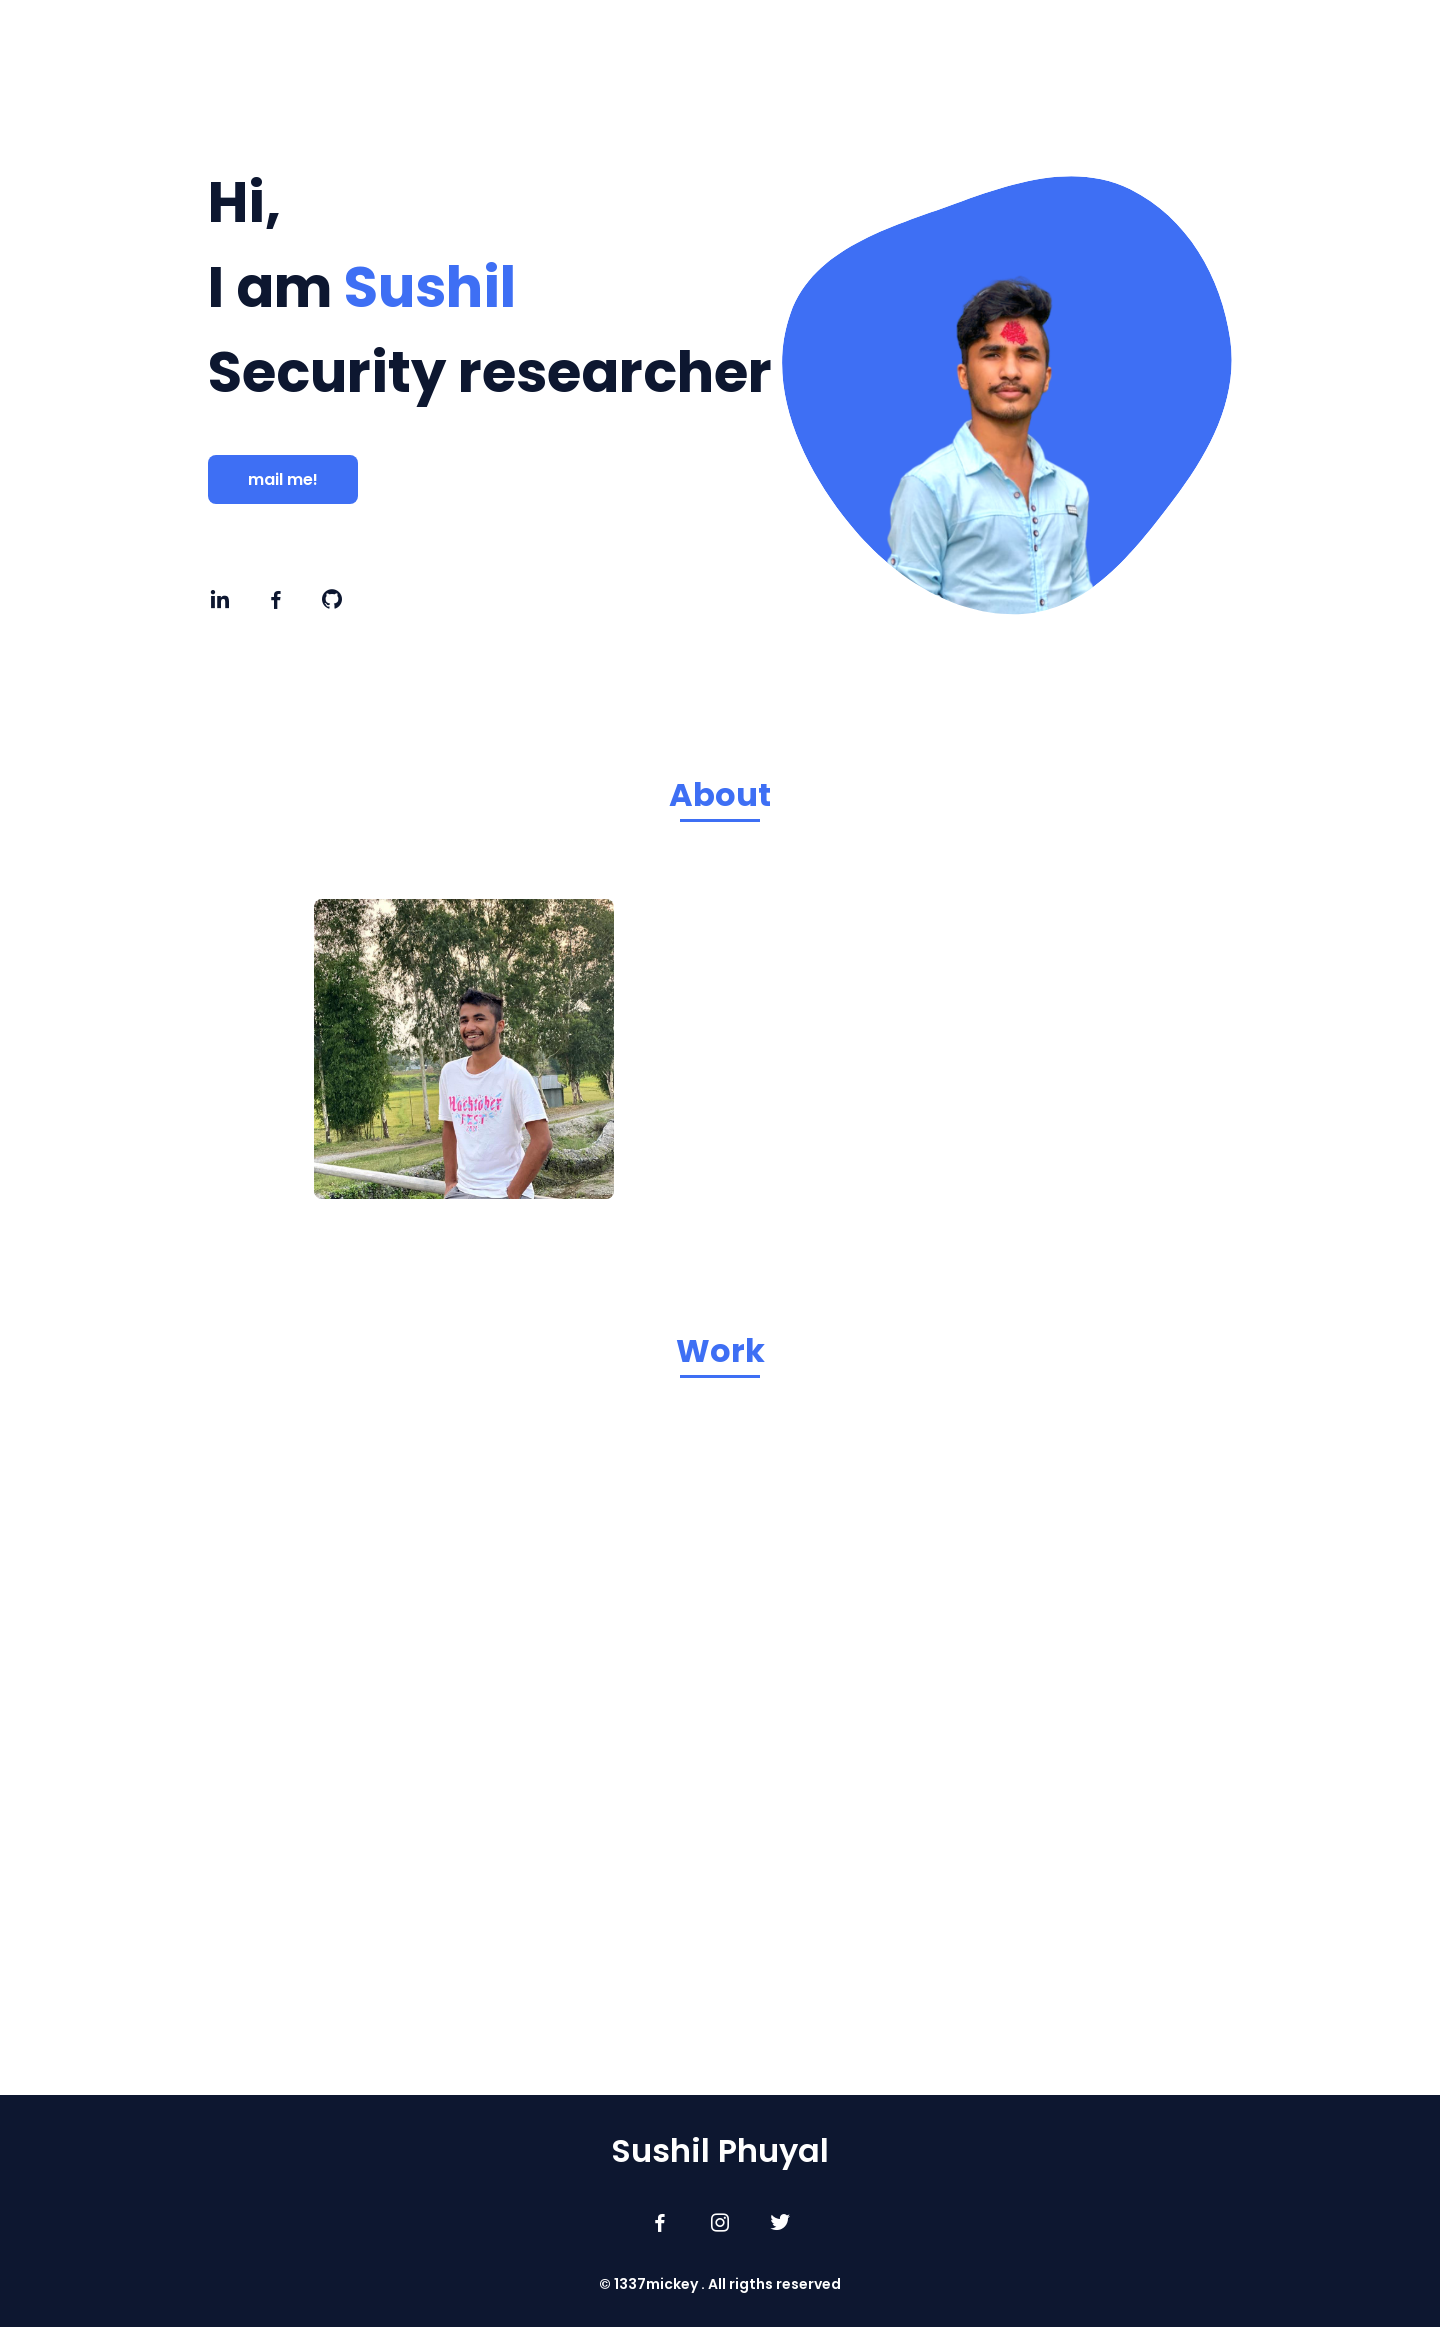 Hi,
I am Sushil
Security researcher
mail me!
About
Hacktober
FEST
Work
Sushil Phuyal
© 1337mickey . All rigths reserved